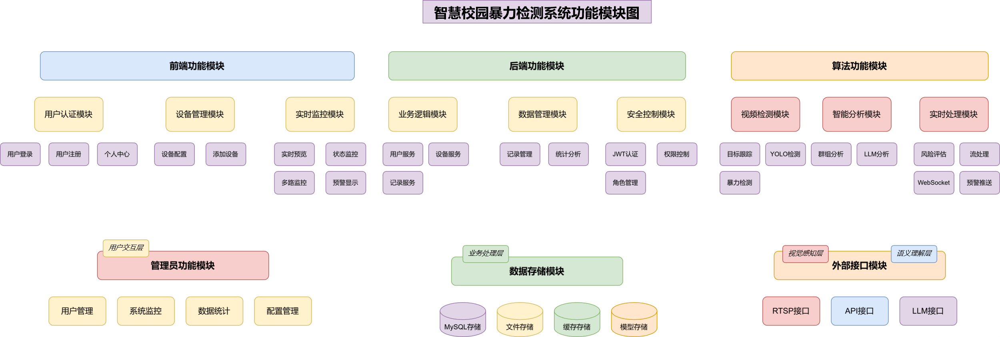 智慧校园暴力检测系统功能模块图
前端功能模块
后端功能模块
算法功能模块
用户认证模块
设备管理模块
实时监控模块
业务逻辑模块
数据管理模块
安全控制模块
视频检测模块
智能分析模块
实时处理模块
用户登录
用户注册
个人中心
设备配置
添加设备
实时预览
状态监控
用户服务
设备服务
记录管理
统计分析
JWT认证
权限控制
目标跟踪
YOLO检测
群组分析
LLM分析
风险评估
流处理
多路监控
预警显示
记录服务
角色管理
暴力检测
WebSocket
预警推送
用户交互层
管理员功能模块
业务处理层
数据存储模块
视觉感知层
语义理解层
外部接口模块
用户管理
系统监控
数据统计
配置管理
MySQL存储
文件存储
缓存存储
模型存储
RTSP接口
API接口
LLM接口